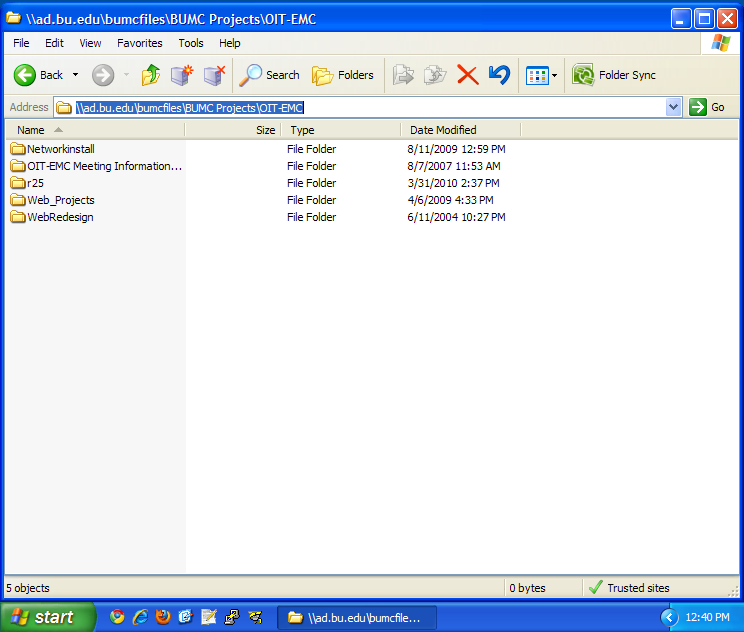 \\ad.bu.edu\bumcfiles\BUMC Projects\OIT-EMC
File Edit View Favorites Tools Help
Back Search Folders Folder Sync
Address \\ad.bu.edu\bumcfiles\BUMC Projects\OIT-EMC Go
Name Size Type Date Modified
Networkinstall File Folder 8/11/2009 12:59 PM
OIT-EMC Meeting Information... File Folder 8/7/2007 11:53 AM
r25 File Folder 3/31/2010 2:37 PM
Web_Projects File Folder 4/6/2009 4:33 PM
WebRedesign File Folder 6/11/2004 10:27 PM
5 objects 0 bytes Trusted sites
start \\ad.bu.edu\bumcfile... 12:40 PM